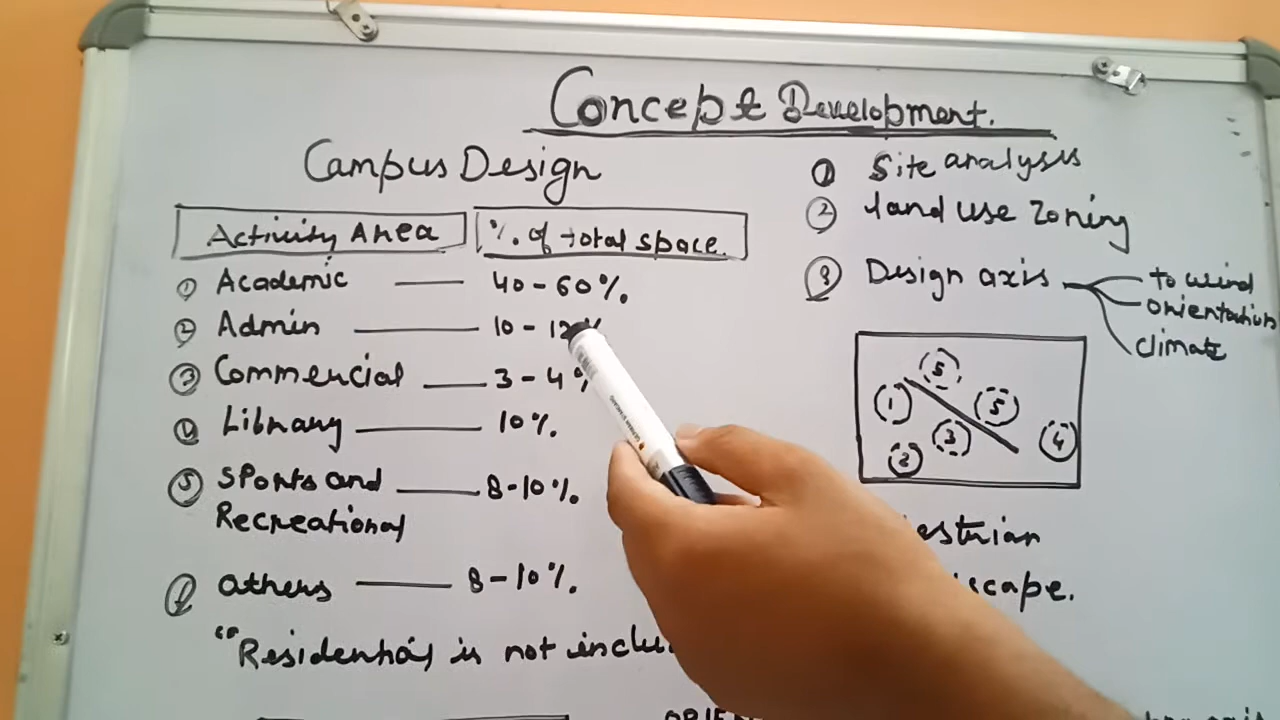 Concept Development.
Campus Design
Activity Area % of total space.
① Academic — 40 - 60%.
② Admin — 10 - 12%
③ Commercial — 3 - 4%
④ Library — 10%.
⑤ Sports and — 8-10%.
Recreational
others — 8-10%.
"Residential is not
① Site analysis
② land use Zoning
③ Design axis
to wind
orientation
climate
5
1 5
3 4
2
scape.